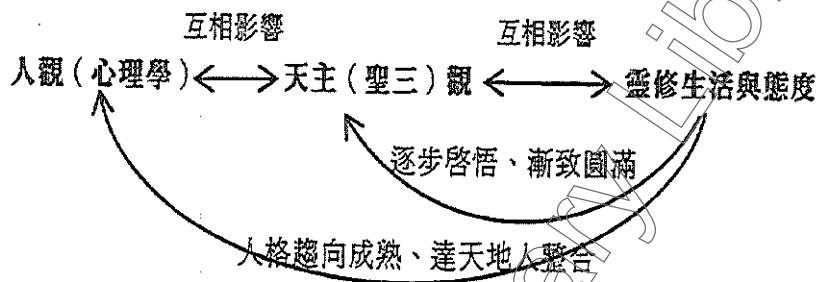 互相影響 互相影響
人觀（心理學）天主（聖三）觀 靈修生活與態度
逐步啓悟、漸致圓滿
人格趨向成熟、達天地人整合